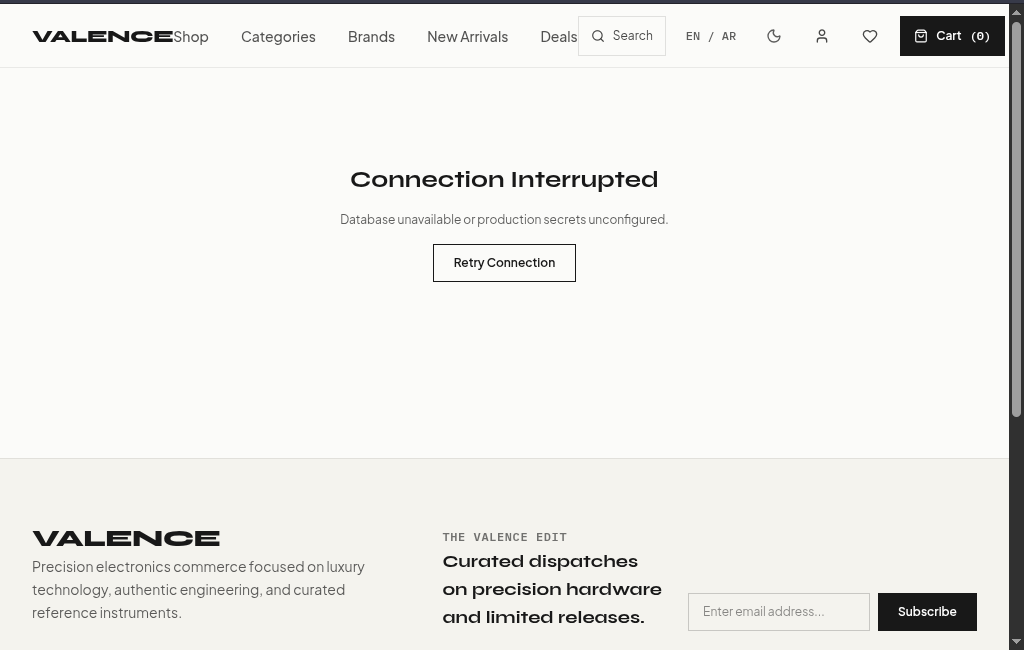 VALENCE Shop Categories Brands New Arrivals Deals Search EN / AR Cart (0)
Connection Interrupted
Database unavailable or production secrets unconfigured.
Retry Connection
VALENCE
Precision electronics commerce focused on luxury
technology, authentic engineering, and curated
reference instruments.
THE VALENCE EDIT
Curated dispatches
on precision hardware
and limited releases.
Enter email address...
Subscribe